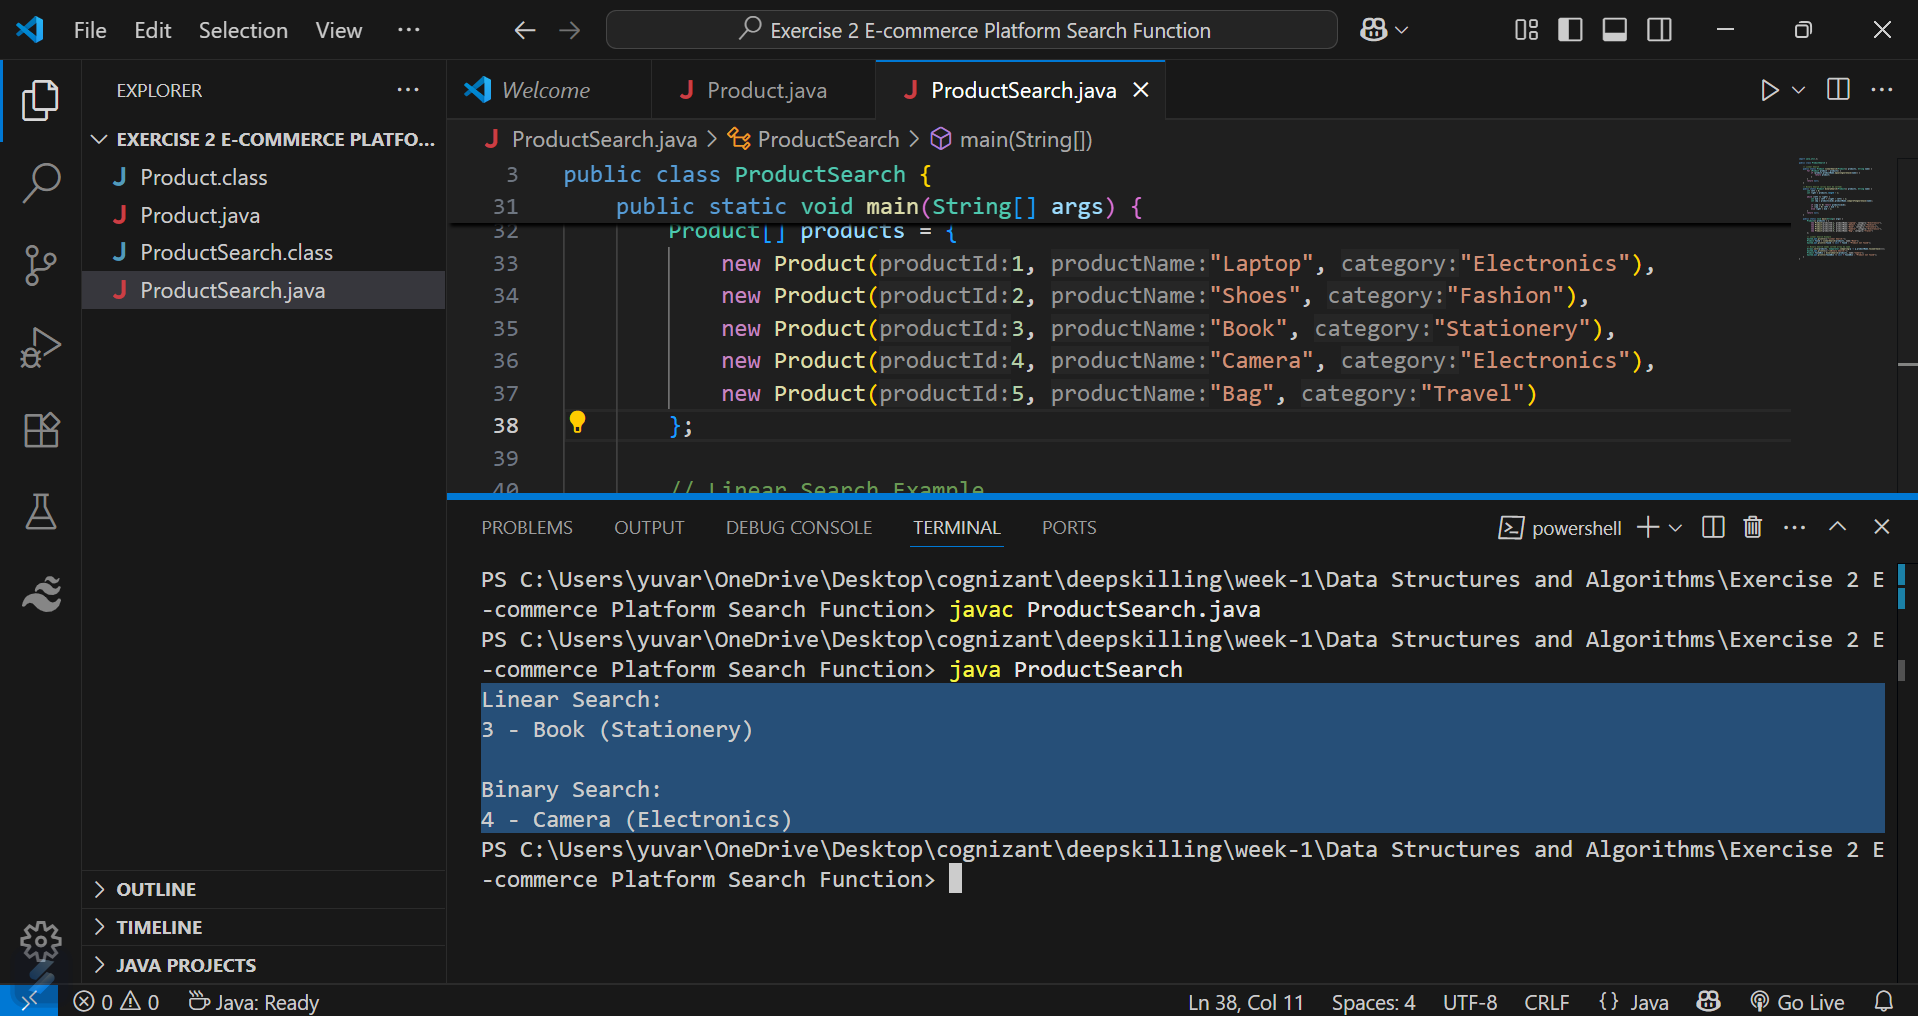 File Edit Selection View ···
Exercise 2 E-commerce Platform Search Function
EXPLORER
EXERCISE 2 E-COMMERCE PLATFO...
Product.class
Product.java
ProductSearch.class
ProductSearch.java
OUTLINE
TIMELINE
JAVA PROJECTS
Welcome
Product.java
ProductSearch.java
ProductSearch.java > ProductSearch > main(String[])
3 public class ProductSearch {
31 public static void main(String[] args) {
32 Product[] products = {
33 new Product(productId:1, productName:"Laptop", category:"Electronics"),
34 new Product(productId:2, productName:"Shoes", category:"Fashion"),
35 new Product(productId:3, productName:"Book", category:"Stationery"),
36 new Product(productId:4, productName:"Camera", category:"Electronics"),
37 new Product(productId:5, productName:"Bag", category:"Travel")
38 };
39
40 // Linear Search Example
PROBLEMS OUTPUT DEBUG CONSOLE TERMINAL PORTS
powershell
PS C:\Users\yuvar\OneDrive\Desktop\cognizant\deepskilling\week-1\Data Structures and Algorithms\Exercise 2 E
-commerce Platform Search Function> javac ProductSearch.java
PS C:\Users\yuvar\OneDrive\Desktop\cognizant\deepskilling\week-1\Data Structures and Algorithms\Exercise 2 E
-commerce Platform Search Function> java ProductSearch
Linear Search:
3 - Book (Stationery)
Binary Search:
4 - Camera (Electronics)
PS C:\Users\yuvar\OneDrive\Desktop\cognizant\deepskilling\week-1\Data Structures and Algorithms\Exercise 2 E
-commerce Platform Search Function>
0 0 Java: Ready
Ln 38, Col 11 Spaces: 4 UTF-8 CRLF {} Java Go Live